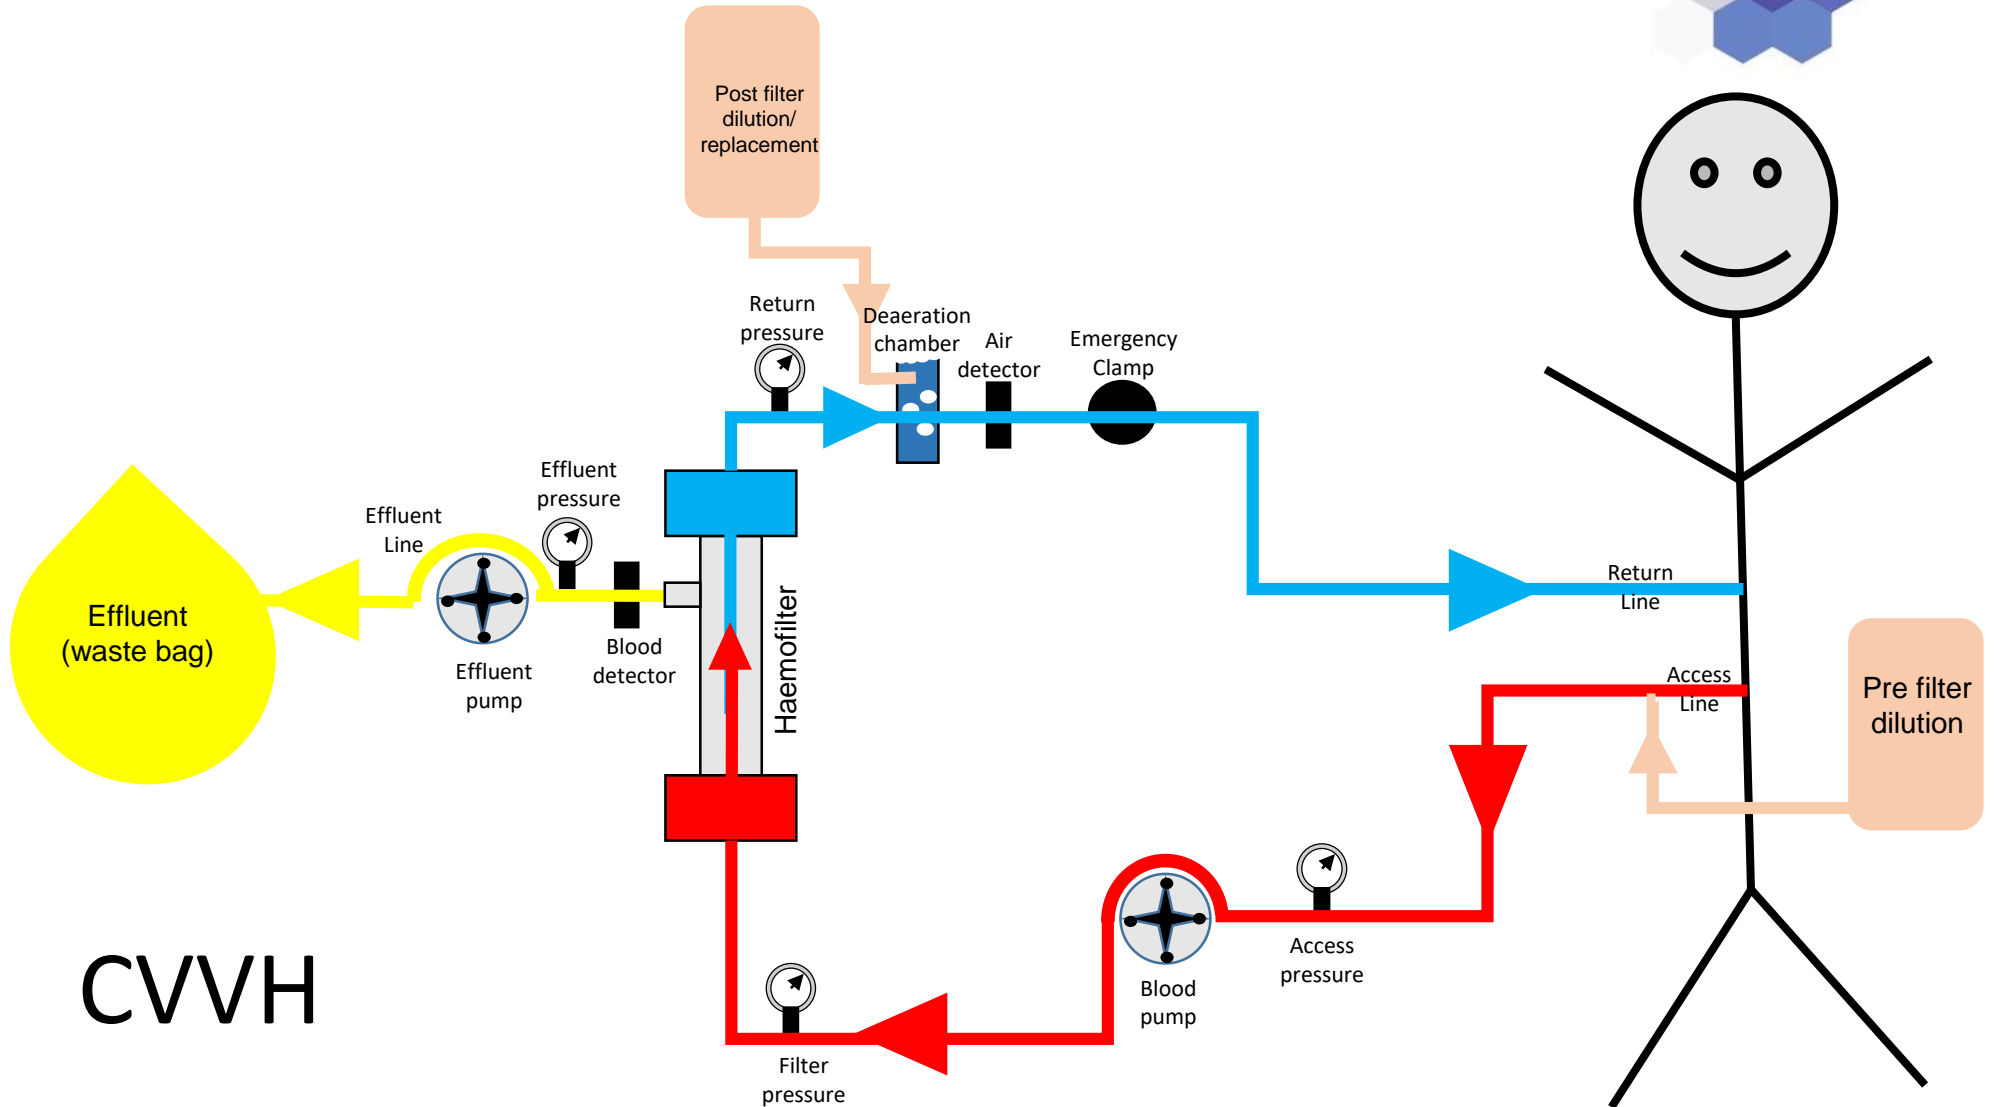 Post filter
dilution/
replacement
Return
pressure
Deaeration
chamber
Air
detector
Emergency
Clamp
Effluent
pressure
Effluent
Line
Effluent
(waste bag)
Effluent
pump
Blood
detector
Haemofilter
Return
Line
Access
Line
Pre filter
dilution
Access
pressure
Blood
pump
Filter
pressure
CVVH